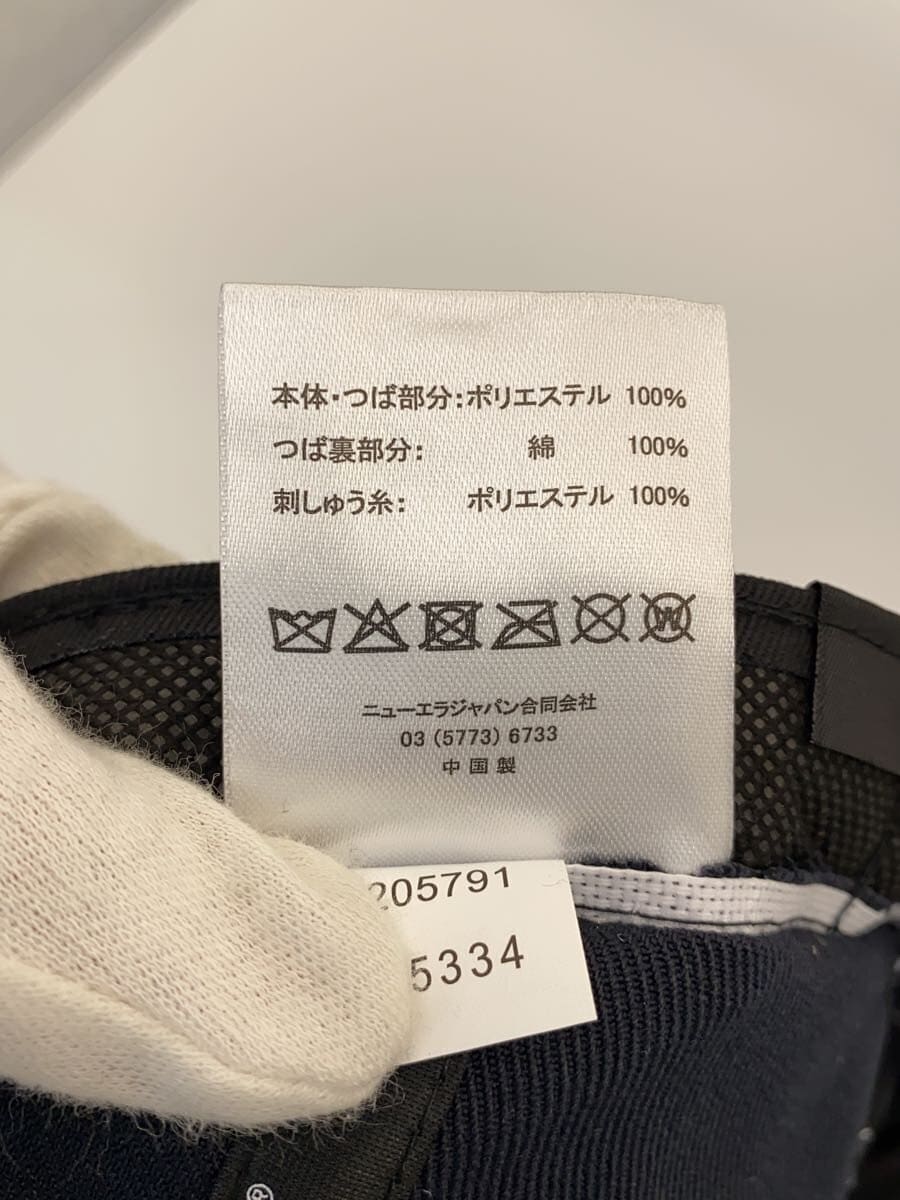 本体・つば部分:ポリエステル 100%
つば裏部分: 綿 100%
刺しゅう糸: ポリエステル 100%
W
ニューエラジャパン合同会社
03 (5773) 6733
中国製
205791
5334
®